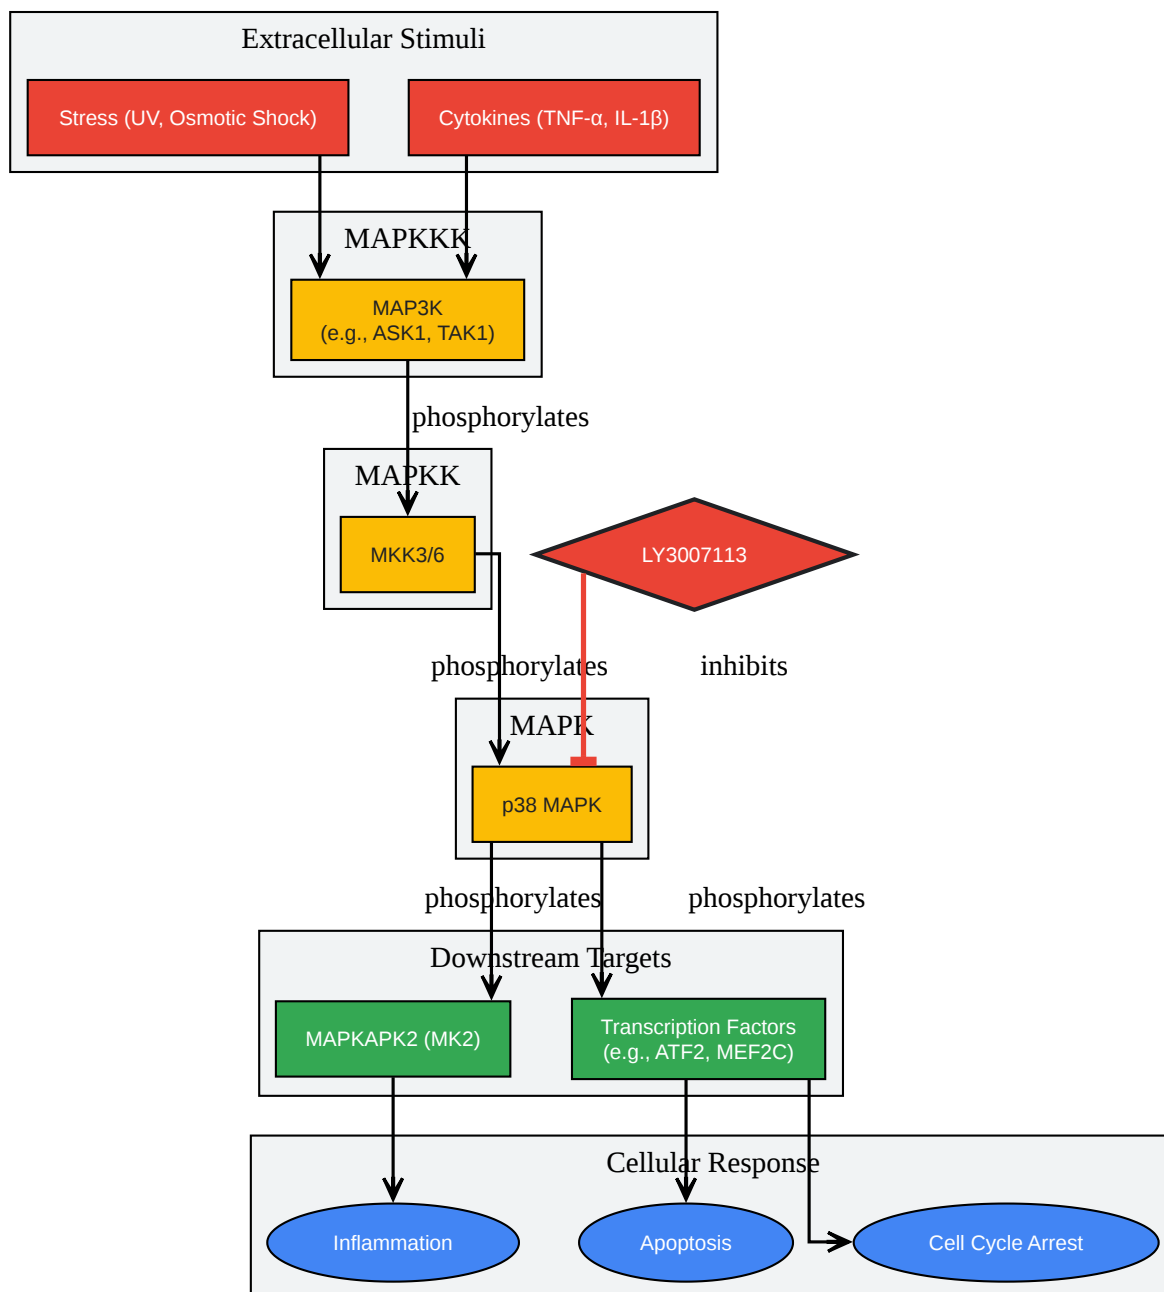 Extracellular Stimuli
Stress (UV, Osmotic Shock)
Cytokines (TNF-α, IL-1β)
MAPKKK
MAP3K
(e.g., ASK1, TAK1)
phosphorylates
MAPKK
MKK3/6
LY3007113
phosphorylates
inhibits
MAPK
p38 MAPK
phosphorylates
phosphorylates
Downstream Targets
MAPKAPK2 (MK2)
Transcription Factors
(e.g., ATF2, MEF2C)
Cellular Response
Inflammation
Apoptosis
Cell Cycle Arrest